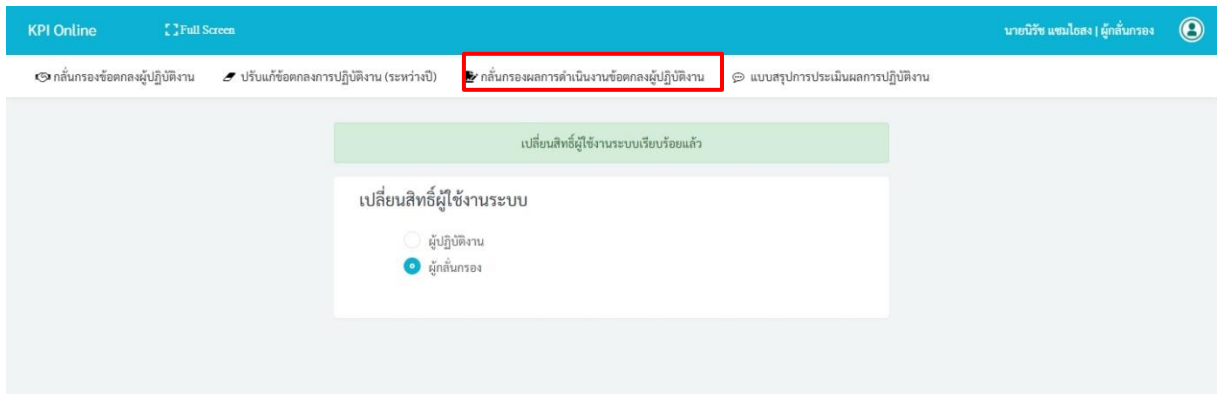 KPI Online Full Screen นายนิรัช แซมไธสง | ผู้กลั่นกรอง
กลั่นกรองข้อตกลงผู้ปฏิบัติงาน ปรับแก้ข้อตกลงการปฏิบัติงาน (ระหว่างปี) กลั่นกรองผลการดำเนินงานข้อตกลงผู้ปฏิบัติงาน แบบสรุปการประเมินผลการปฏิบัติงาน
เปลี่ยนสิทธิ์ผู้ใช้งานระบบเรียบร้อยแล้ว
เปลี่ยนสิทธิ์ผู้ใช้งานระบบ
ผู้ปฏิบัติงาน
ผู้กลั่นกรอง